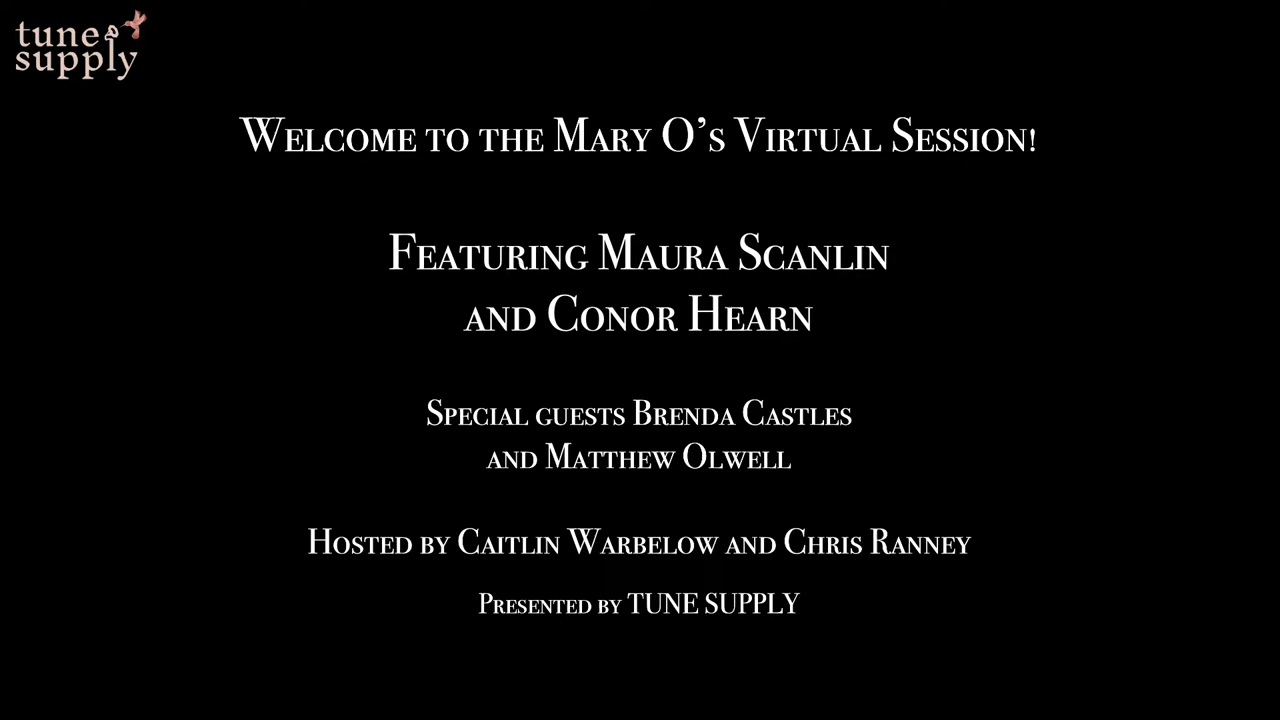 tune
supply
Welcome to the Mary O’s Virtual Session!
Featuring Maura Scanlin
and Conor Hearn
Special guests Brenda Castles
and Matthew Olwell
Hosted by Caitlin Warbelow and Chris Ranney
Presented by TUNE SUPPLY